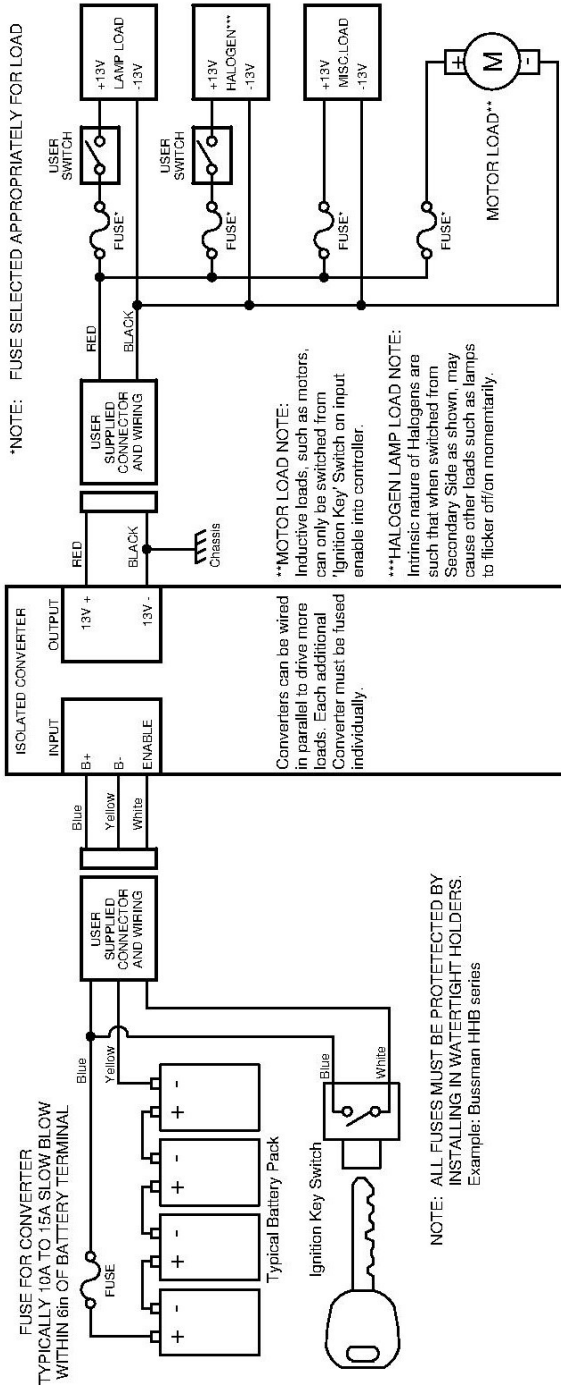 FUSE FOR CONVERTER
TYPICALLY 10A TO 15A SLOW BLOW
WITHIN 6in OF BATTERY TERMINAL
FUSE
Blue
Yellow
+
-
+
-
+
-
+
-
Typical Battery Pack
Ignition Key Switch
Blue
White
NOTE: ALL FUSES MUST BE PROTETECTED BY
INSTALLING IN WATERTIGHT HOLDERS.
Example: Bussman HHB series
USER
SUPPLIED
CONNECTOR
AND WIRING
Blue
Yellow
White
ISOLATED CONVERTER
INPUT
B+
B-
ENABLE
OUTPUT
13V +
13V -
Converters can be wired
in parallel to drive more
loads. Each additional
Converter must be fused
individually.
RED
BLACK
Chassis
USER
SUPPLIED
CONNECTOR
AND WIRING
RED
BLACK
**MOTOR LOAD NOTE:
Inductive loads, such as motors,
can only be switched from
'Ignition Key' Switch on input
enable into controller.
***HALOGEN LAMP LOAD NOTE:
Intrinsic nature of Halogens are
such that when switched from
Secondary Side as shown, may
cause other loads such as lamps
to flicker off/on momemtarily.
*NOTE: FUSE SELECTED APPROPRIATELY FOR LOAD
USER
SWITCH
FUSE*
+13V
LAMP LOAD
-13V
USER
SWITCH
FUSE*
+13V
HALOGEN***
-13V
FUSE*
+13V
MISC.LOAD
-13V
FUSE*
MOTOR LOAD**
+
M
-